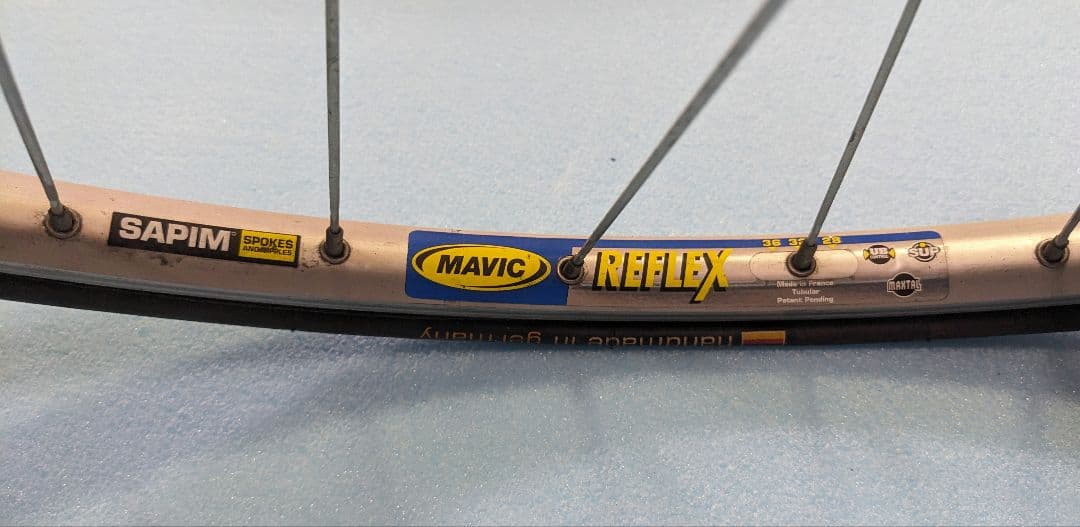 SAPIM
SPOKES
AND NIPPLES
MAVIC
REFLEX
36 32 28
Made in France
Tubular
Patent Pending
SUP
MAXTAL
handmade in germany